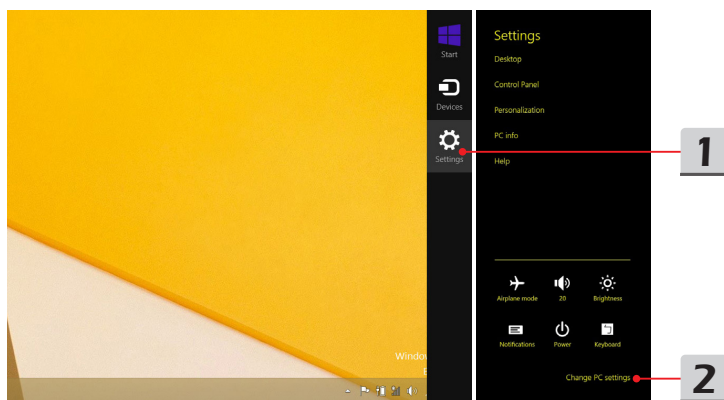 Start
Devices
Settings
Settings
Desktop
Control Panel
Personalization
PC info
Help
1
Airplane mode
20
Brightness
Notifications
Power
Keyboard
Change PC settings
2